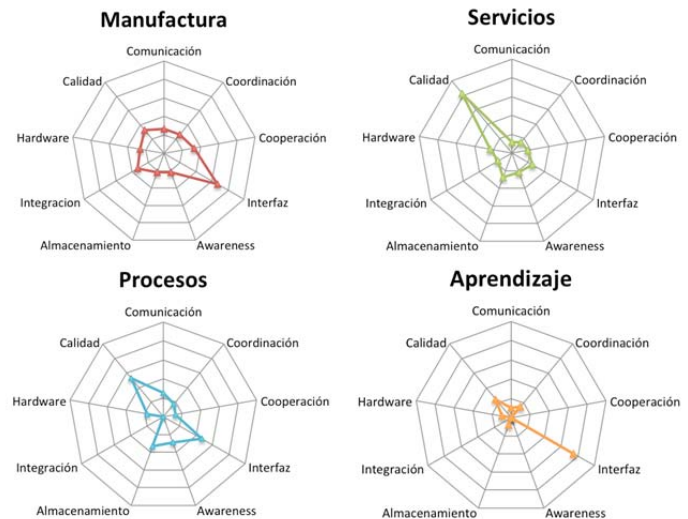 Manufactura
Comunicación
Coordinación
Cooperación
Interfaz
Awareness
Almacenamiento
Integracion
Hardware
Calidad
Servicios
Comunicación
Coordinación
Cooperación
Interfaz
Awareness
Almacenamiento
Integración
Hardware
Calidad
Procesos
Comunicación
Coordinación
Cooperación
Interfaz
Awareness
Almacenamiento
Integración
Hardware
Calidad
Aprendizaje
Comunicación
Coordinación
Cooperación
Interfaz
Awareness
Almacenamiento
Integración
Hardware
Calidad